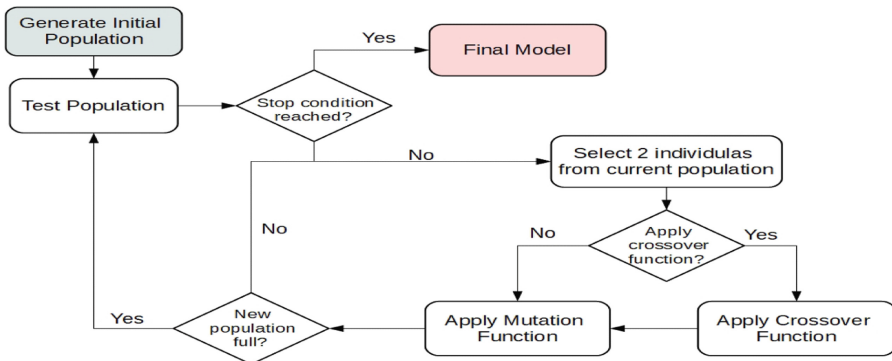 Generate Initial
Population
Yes
Final Model
Test Population
Stop condition
reached?
No
Select 2 individulas
from current population
No
Apply
crossover
function?
No
Yes
New
population
full?
Yes
Apply Mutation
Function
Apply Crossover
Function